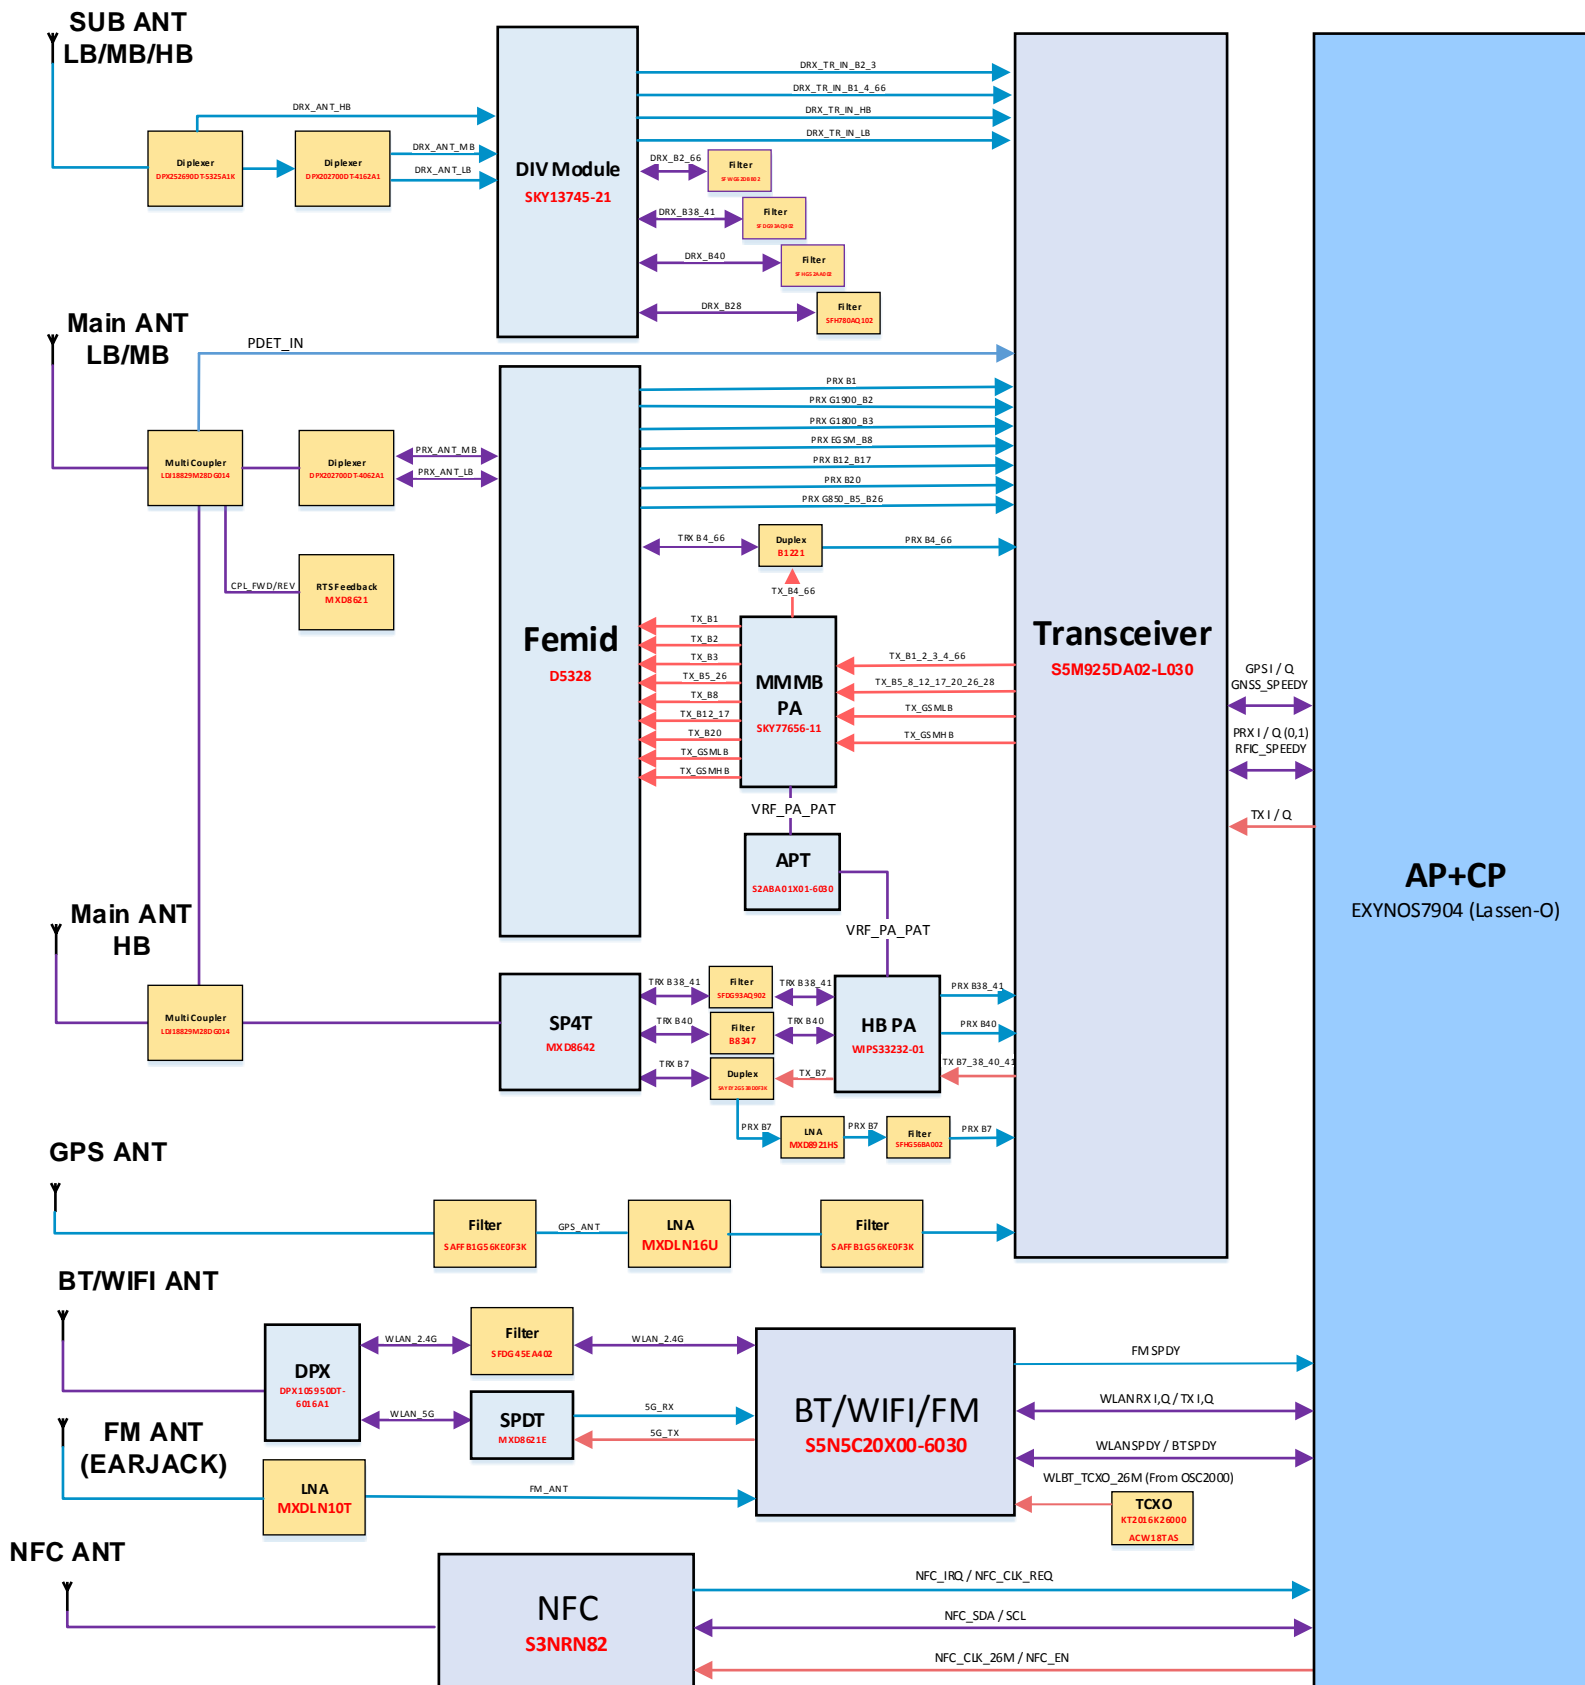 SUB ANT
LB/MB/HB
DRX_ANT_HB
Diplexer
DPX252690DT-5325A1K
Diplexer
DPX202700DT-4162A1
DRX_ANT_MB
DRX_ANT_LB
DIV Module
SKY13745-21
DRX_TR_IN_B2_3
DRX_TR_IN_B1_4_66
DRX_TR_IN_HB
DRX_TR_IN_LB
DRX_B2_66
Filter
DRX_B38_41
Filter
SFDG93AQ902
DRX_B40
Filter
SFHG52AA002
DRX_B28
Filter
SFH780AQ102
Main ANT
LB/MB
PDET_IN
Multi Coupler
LDJ18829M28DG014
Diplexer
DPX202700DT-4062A1
PRX_ANT_MB
PRX_ANT_LB
CPL_FWD/REV
RTS Feedback
MXD8621
Femid
D5328
PRX B1
PRX G1900_B2
PRX G1800_B3
PRX EGSM_B8
PRX B12_B17
PRX B20
PRX G850_B5_B26
TRX B4_66
Duplex
B1221
PRX B4_66
TX_B4_66
TX_B1
TX_B2
TX_B3
TX_B5_26
TX_B8
TX_B12_17
TX_B20
TX_GSMLB
TX_GSMHB
MMMB
PA
SKY77656-11
TX_B1_2_3_4_66
TX_B5_8_12_17_20_26_28
TX_GSMLB
TX_GSMHB
VRF_PA_PAT
APT
S2ABA01X01-6030
VRF_PA_PAT
Transceiver
S5M925DA02-L030
GPS I / Q
GNSS_SPEEDY
PRX I / Q (0,1)
RFIC_SPEEDY
TX I / Q
AP+CP
EXYNOS7904 (Lassen-O)
Main ANT
HB
Multi Coupler
LDJ18829M28DG014
SP4T
MXD8642
TRX B38_41
Filter
SFDG93AQ902
TRX B38_41
TRX B40
Filter
B8347
TRX B40
TRX B7
Duplex
TX_B7
HB PA
WIPS33232-01
PRX B38_41
PRX B40
TX B7_38_40_41
PRX B7
LNA
MXD8921HS
PRX B7
Filter
SFHG56BA002
PRX B7
GPS ANT
Filter
SAFFB1G56KE0F3K
GPS_ANT
LNA
MXDLN16U
Filter
SAFFB1G56KE0F3K
BT/WIFI ANT
DPX
DPX105950DT-
6016A1
WLAN_2.4G
Filter
SFDG45EA402
WLAN_2.4G
WLAN_5G
SPDT
MXD8621E
5G_RX
5G_TX
BT/WIFI/FM
S5N5C20X00-6030
FM SPDY
WLAN RX I,Q / TX I,Q
WLAN SPDY / BT SPDY
WLBT_TCXO_26M (From OSC2000)
TCXO
KT2016K26000
ACW18TAS
FM ANT
(EARJACK)
LNA
MXDLN10T
FM_ANT
NFC ANT
NFC
S3NRN82
NFC_IRQ / NFC_CLK_REQ
NFC_SDA / SCL
NFC_CLK_26M / NFC_EN